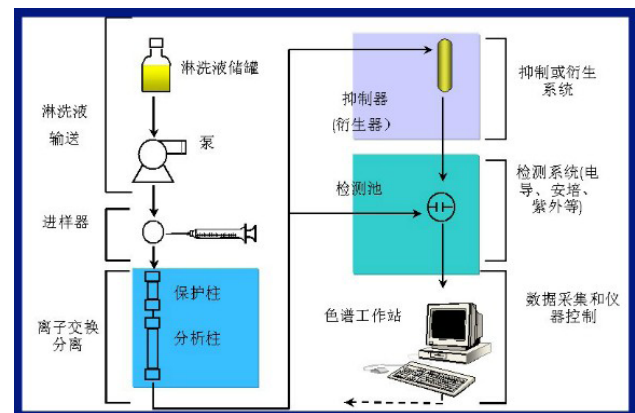 淋洗液储罐
淋洗液
输送
泵
进样器
保护柱
离子交换
分离
分析柱
抑制器
(衍生器)
抑制或衍生
系统
检测池
检测系统(电
导、安培、
紫外等)
色谱工作站
数据采集和仪
器控制